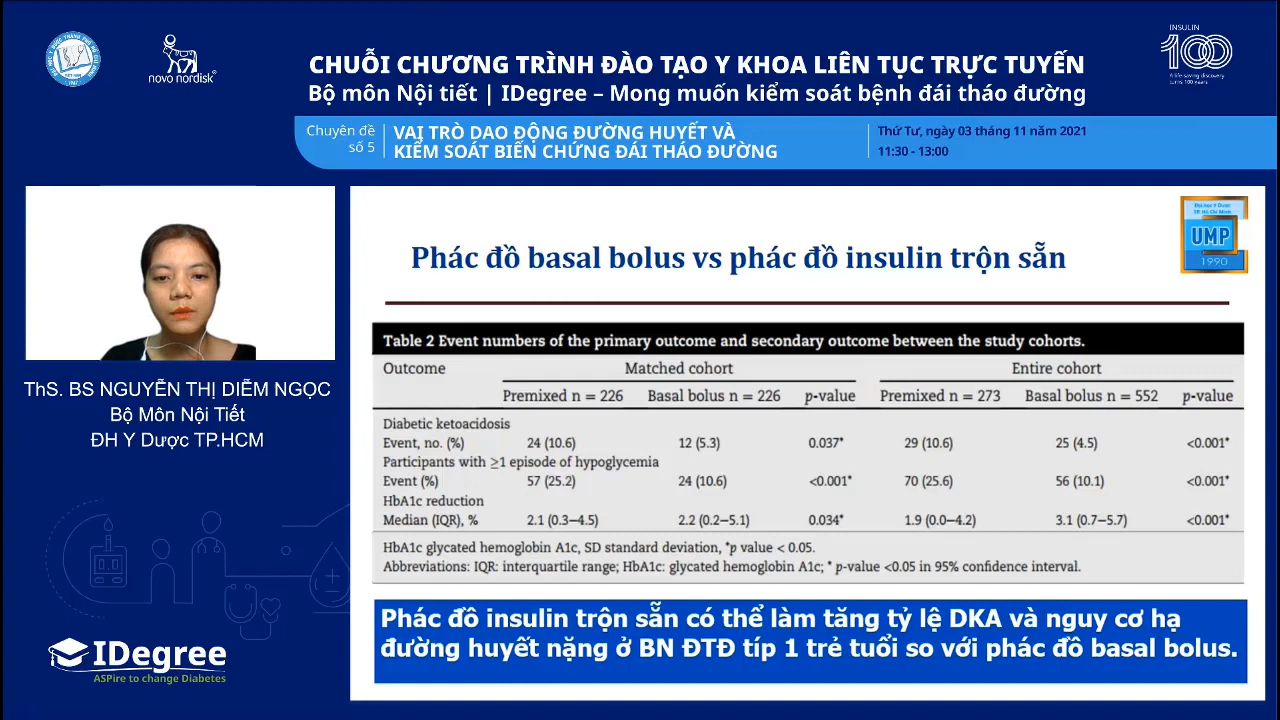 novo nordisk®
CHUỖI CHƯƠNG TRÌNH ĐÀO TẠO Y KHOA LIÊN TỤC TRỰC TUYẾN
Bộ môn Nội tiết | IDegree – Mong muốn kiểm soát bệnh đái tháo đường
INSULIN
100
A life-saving discovery
turns 100 years
Chuyên đề
số 5
VAI TRÒ DAO ĐỘNG ĐƯỜNG HUYẾT VÀ
KIỂM SOÁT BIẾN CHỨNG ĐÁI THÁO ĐƯỜNG
Thứ Tư, ngày 03 tháng 11 năm 2021
11:30 - 13:00
ThS. BS NGUYỄN THỊ DIỄM NGỌC
Bộ Môn Nội Tiết
ĐH Y Dược TP.HCM
IDegree
ASPire to change Diabetes
Đại học Y Dược
TP. Hồ Chí Minh
UMP
1990
Phác đồ basal bolus vs phác đồ insulin trộn sẵn
Table 2 Event numbers of the primary outcome and secondary outcome between the study cohorts.
Outcome Matched cohort Entire cohort
Premixed n = 226 Basal bolus n = 226 p-value Premixed n = 273 Basal bolus n = 552 p-value
Diabetic ketoacidosis
Event, no. (%) 24 (10.6) 12 (5.3) 0.037* 29 (10.6) 25 (4.5) <0.001*
Participants with ≥1 episode of hypoglycemia
Event (%) 57 (25.2) 24 (10.6) <0.001* 70 (25.6) 56 (10.1) <0.001*
HbA1c reduction
Median (IQR), % 2.1 (0.3–4.5) 2.2 (0.2–5.1) 0.034* 1.9 (0.0–4.2) 3.1 (0.7–5.7) <0.001*
HbA1c glycated hemoglobin A1c, SD standard deviation, *p value < 0.05.
Abbreviations: IQR: interquartile range; HbA1c: glycated hemoglobin A1c; * p-value <0.05 in 95% confidence interval.
Phác đồ insulin trộn sẵn có thể làm tăng tỷ lệ DKA và nguy cơ hạ
đường huyết nặng ở BN ĐTĐ típ 1 trẻ tuổi so với phác đồ basal bolus.